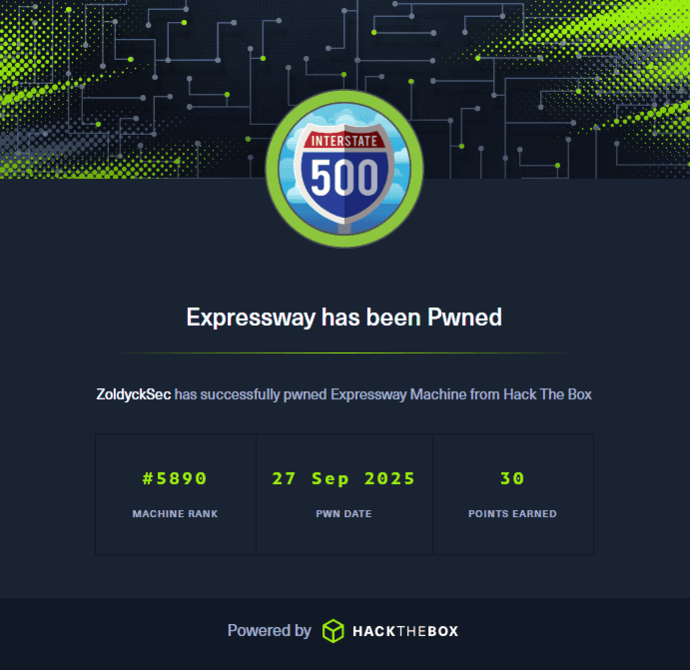 INTERSTATE
500
Expressway has been Pwned
ZoldyckSec has successfully pwned Expressway Machine from Hack The Box
#5890 27 Sep 2025 30
MACHINE RANK PWN DATE POINTS EARNED
Powered by HACKTHEBOX